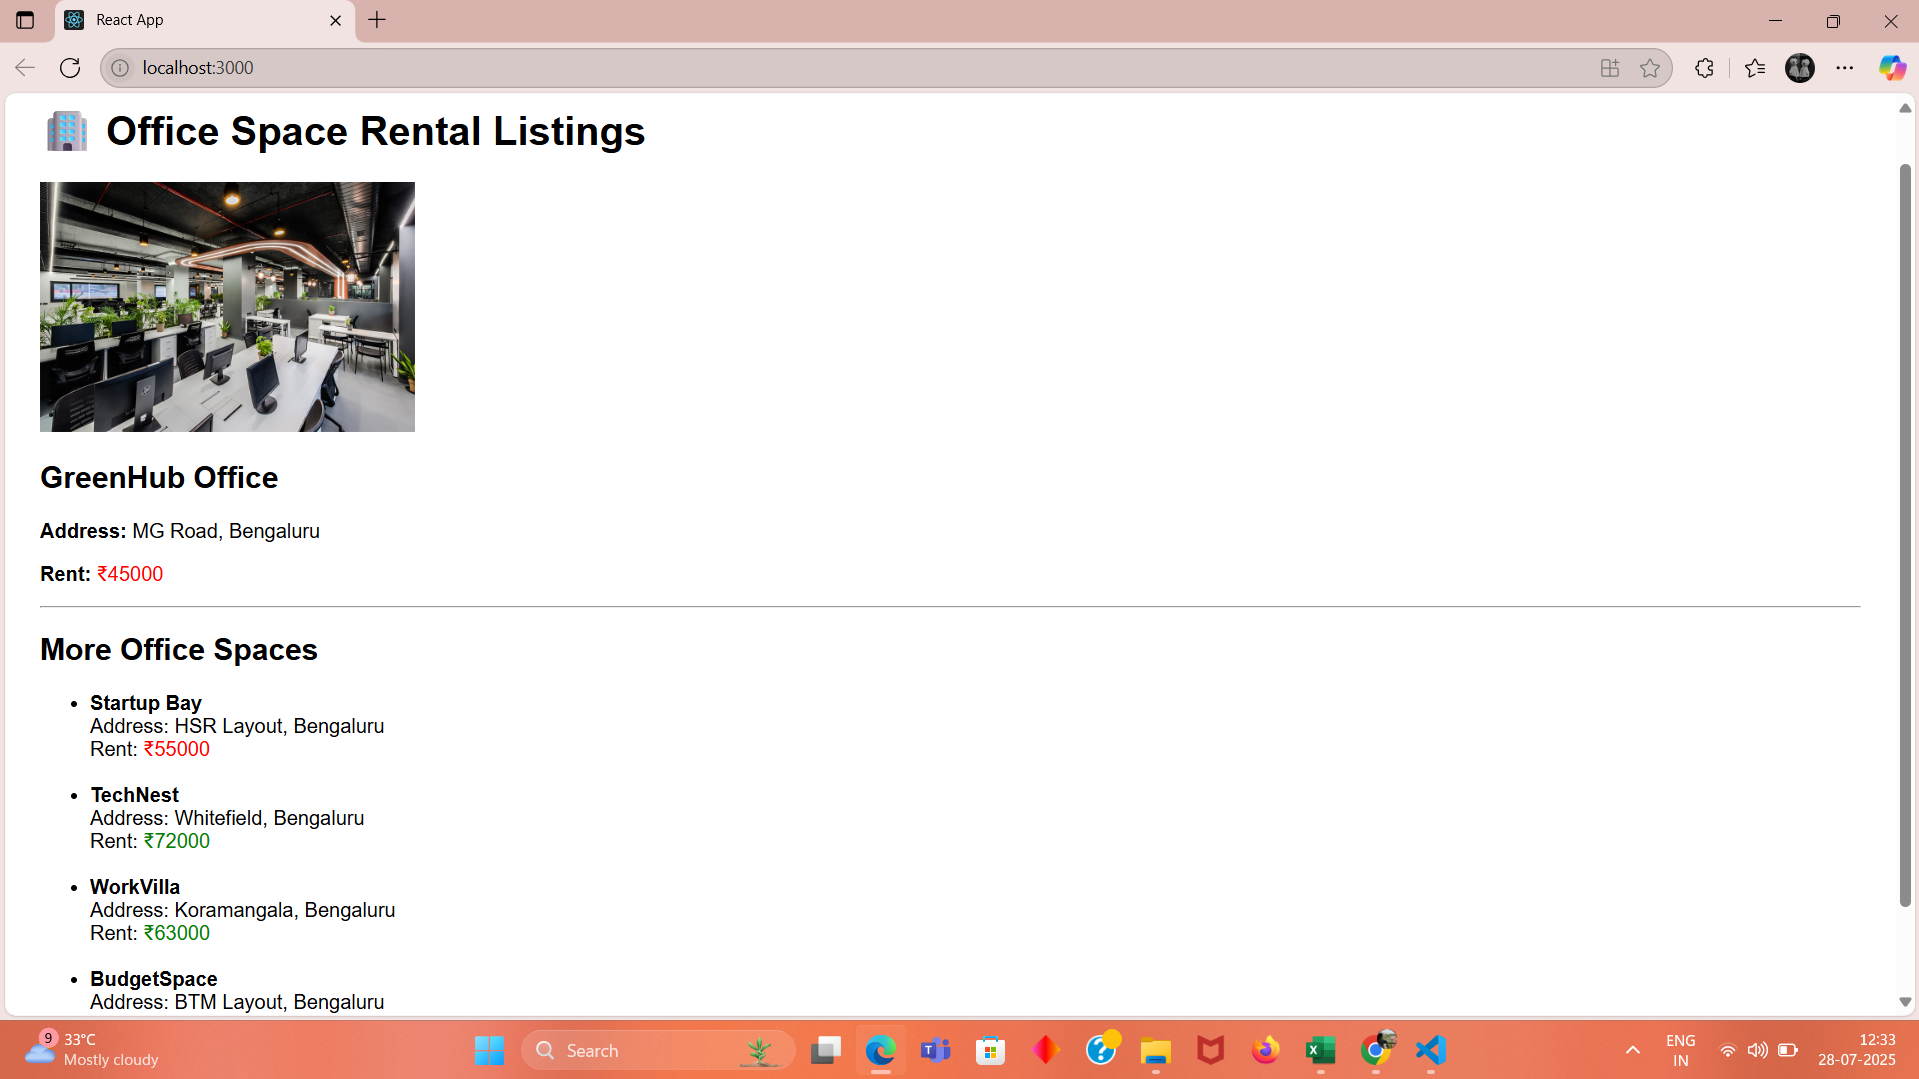 React App
localhost:3000
Office Space Rental Listings
GreenHub Office
Address: MG Road, Bengaluru
Rent: ₹45000
More Office Spaces
• Startup Bay
Address: HSR Layout, Bengaluru
Rent: ₹55000
• TechNest
Address: Whitefield, Bengaluru
Rent: ₹72000
• WorkVilla
Address: Koramangala, Bengaluru
Rent: ₹63000
• BudgetSpace
Address: BTM Layout, Bengaluru
9
33°C
Mostly cloudy
Search
ENG
IN
12:33
28-07-2025